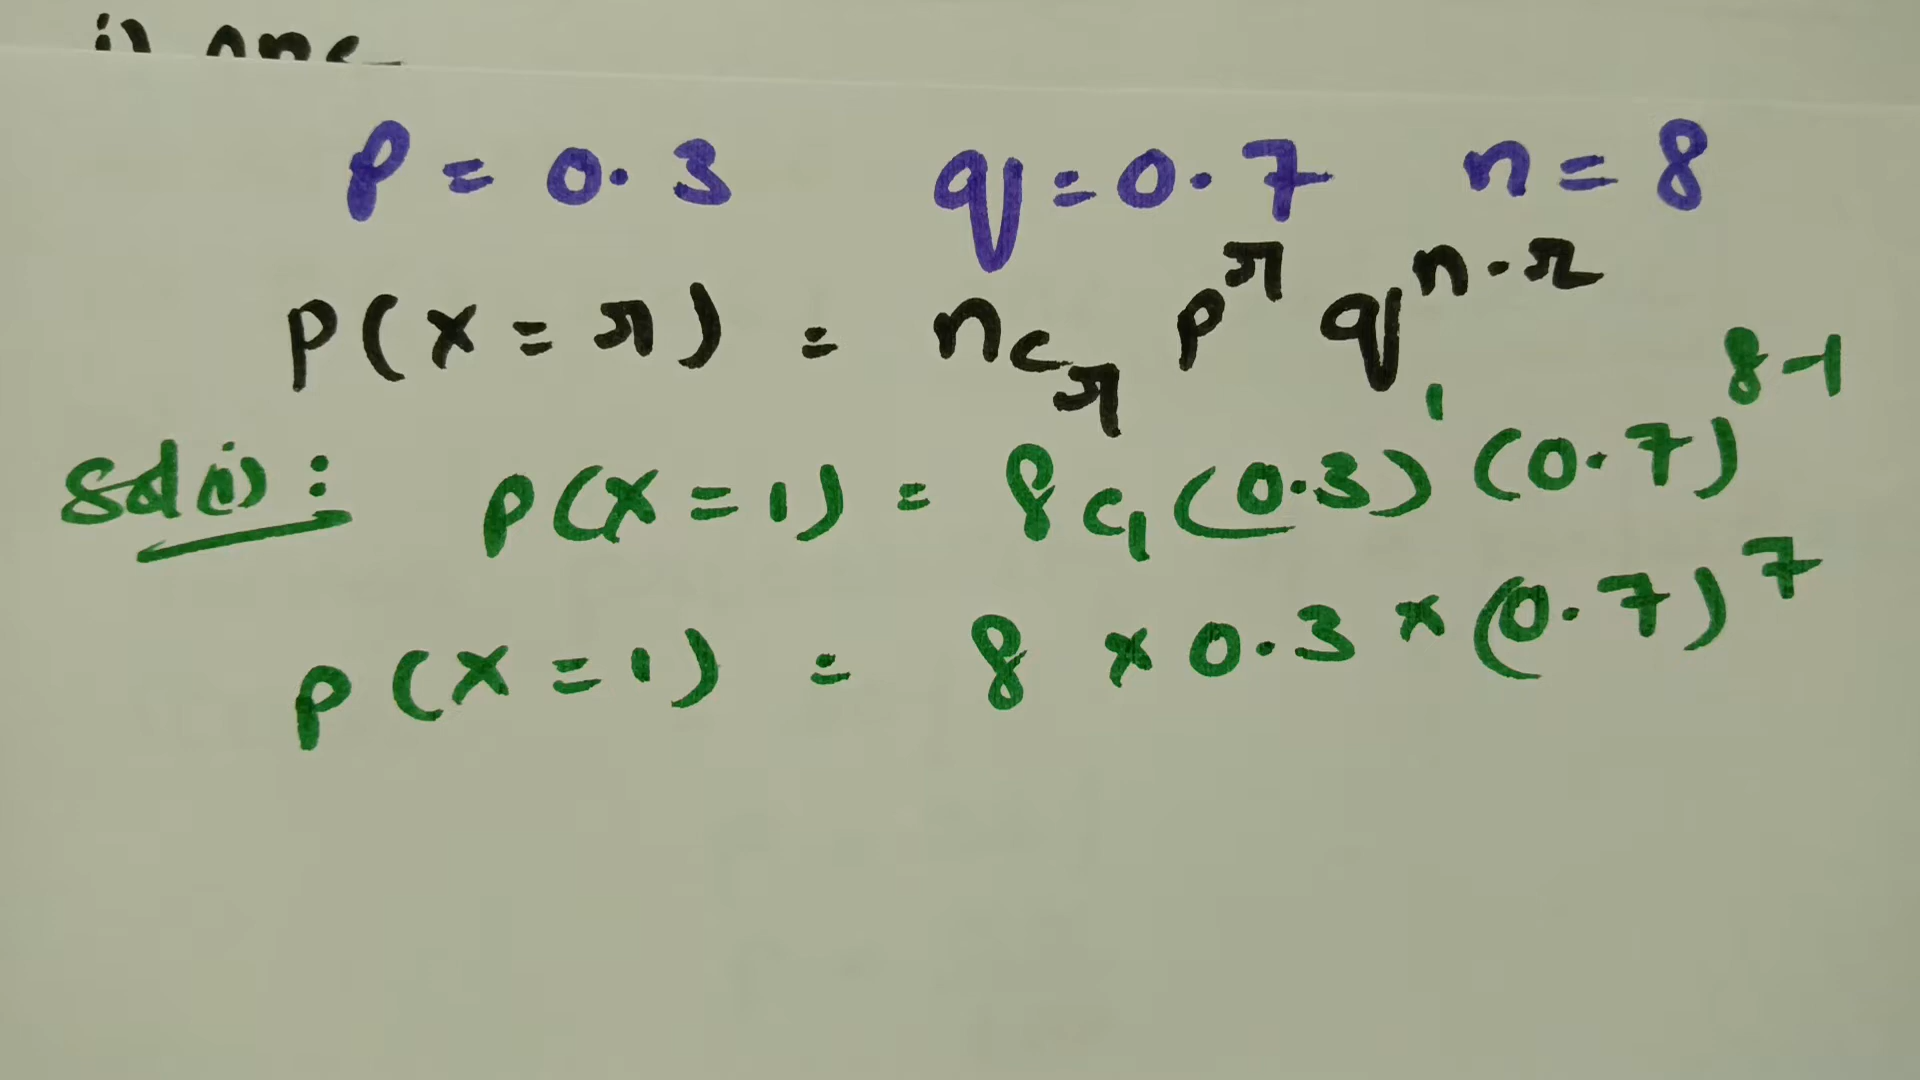 i) one
P = 0.3 q = 0.7 n = 8
P(X = r) = nCr p^r q^n-r
Sol (i) : P(X = 1) = 8C1 (0.3)^1 (0.7)^8-1
P(X = 1) = 8 × 0.3 × (0.7)^7